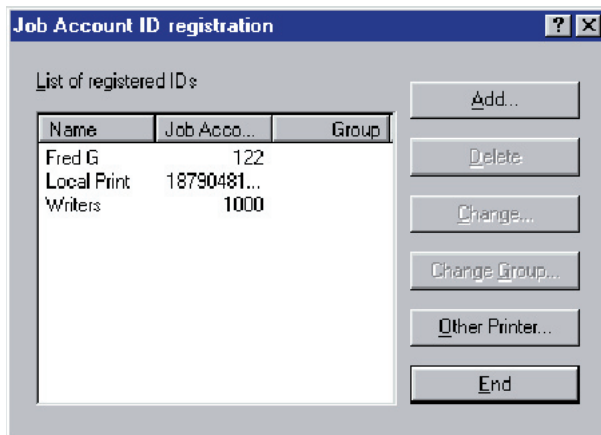 Job Account ID registration
List of registered IDs
Name Job Acco... Group
Fred G 122
Local Print 18790481...
Writers 1000
Add...
Delete
Change...
Change Group...
Other Printer...
End